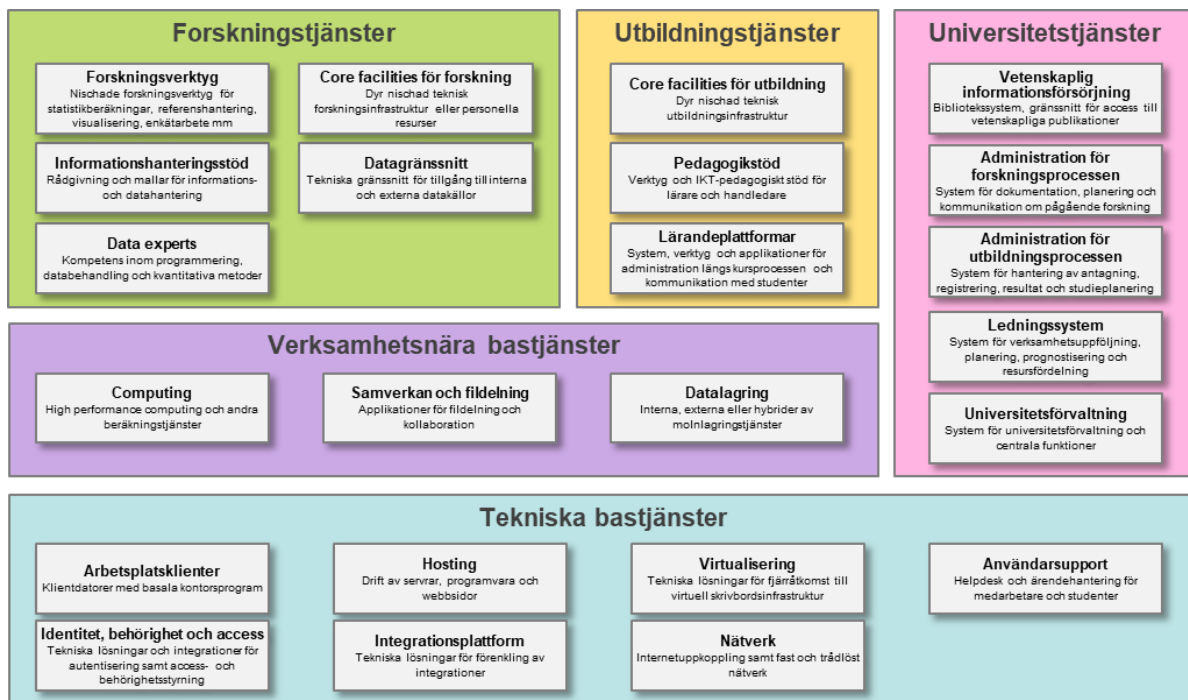 Forskningstjänster
Forskningsverktyg
Nischade forskningsverktyg för
statistikberäkningar, referenshantering,
visualisering, enkätarbete mm
Core facilities för forskning
Dyr nischad teknisk
forskningsinfrastruktur eller personella
resurser
Informationshanteringsstöd
Rådgivning och mallar för informations-
och datahantering
Datagränssnitt
Tekniska gränssnitt för tillgång till interna
och externa datakällor
Data experts
Kompetens inom programmering,
databehandling och kvantitativa metoder
Utbildningstjänster
Core facilities för utbildning
Dyr nischad teknisk
utbildningsinfrastruktur
Pedagogikstöd
Verktyg och IKT-pedagogiskt stöd för
lärare och handledare
Lärandeplattformar
System, verktyg och applikationer för
administration längs kursprocessen och
kommunikation med studenter
Universitetstjänster
Vetenskaplig
informationsförsörjning
Bibliotekssystem, gränssnitt för access till
vetenskapliga publikationer
Administration för
forskningsprocessen
System för dokumentation, planering och
kommunikation om pågående forskning
Administration för
utbildningsprocessen
System för hantering av antagning,
registrering, resultat och studieplanering
Ledningssystem
System för verksamhetsuppföljning,
planering, prognostisering och
resursfördelning
Universitetsförvaltning
System för universitetsförvaltning och
centrala funktioner
Verksamhetsnära bastjänster
Computing
High performance computing och andra
beräkningstjänster
Samverkan och fildelning
Applikationer för fildelning och
kollaboration
Datalagring
Interna, externa eller hybrider av
molnlagringstjänster
Tekniska bastjänster
Arbetsplatsklienter
Klientdatorer med basala kontorsprogram
Hosting
Drift av servrar, programvara och
webbsidor
Virtualisering
Tekniska lösningar för fjärråtkomst till
virtuell skrivbordsinfrastruktur
Användarsupport
Helpdesk och ärendehantering för
medarbetare och studenter
Identitet, behörighet och access
Tekniska lösningar och integrationer för
autentisering samt access- och
behörighetsstyrning
Integrationsplattform
Tekniska lösningar för förenkling av
integrationer
Nätverk
Internetuppkoppling samt fast och trådlöst
nätverk